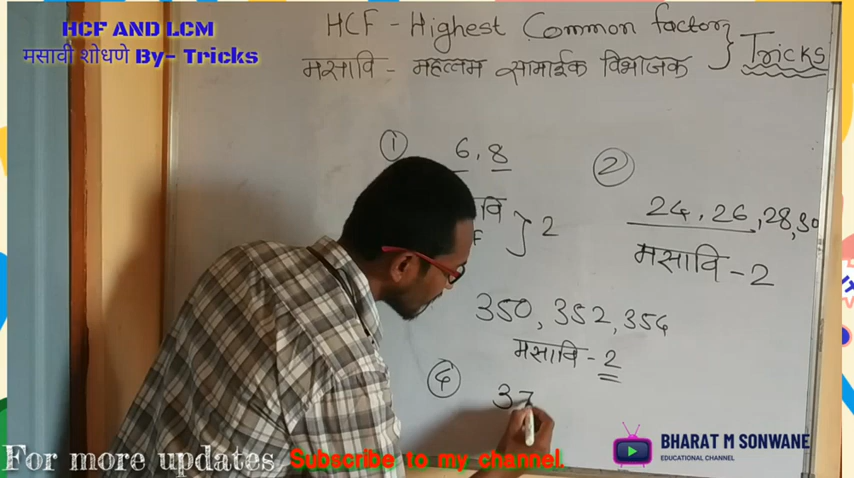 HCF AND LCM
मसावी शोधणे By- Tricks
HCF - Highest Common factor } Tricks
मसावि - महत्तम सामाईक विभाजक
① 6, 8
} 2
② 24, 26, 28, 30
मसावि - 2
350, 352, 354
मसावि - 2
④ 37
BHARAT M SONWANE
EDUCATIONAL CHANNEL
For more updates Subscribe to my channel.